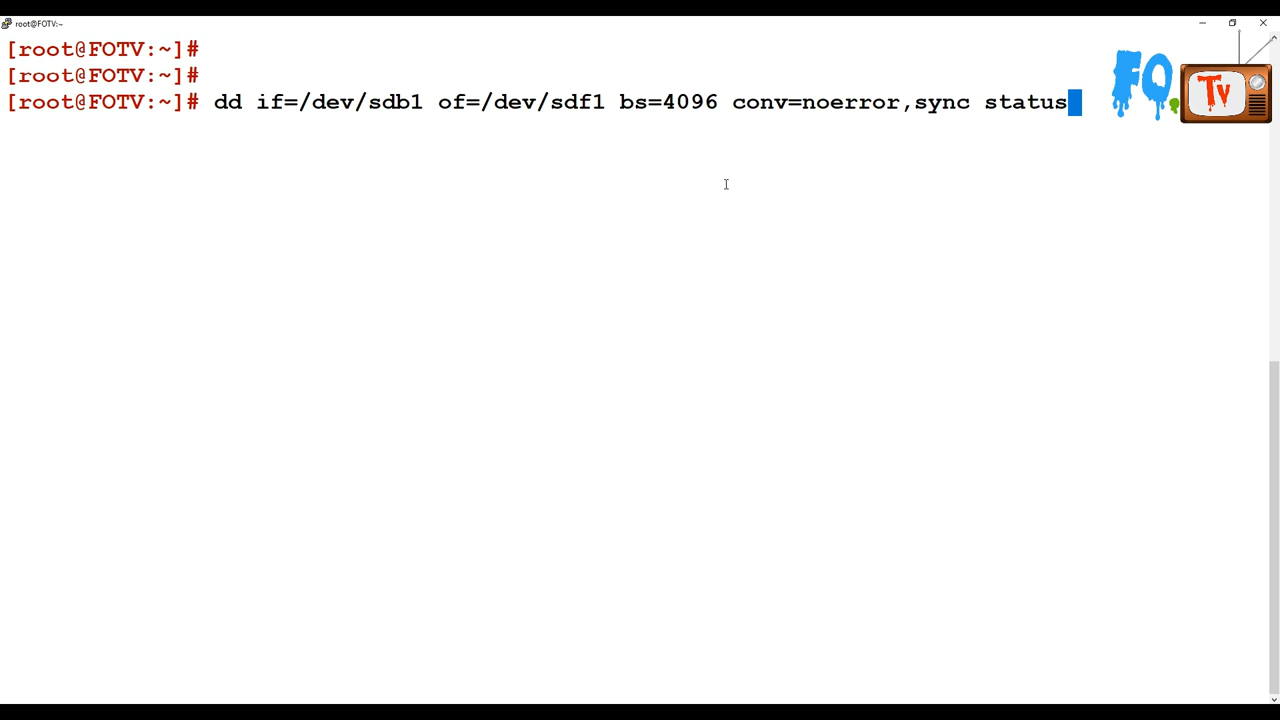 root@FOTV:~
[root@FOTV:~]#
[root@FOTV:~]#
[root@FOTV:~]# dd if=/dev/sdb1 of=/dev/sdf1 bs=4096 conv=noerror,sync status
FO
Tv